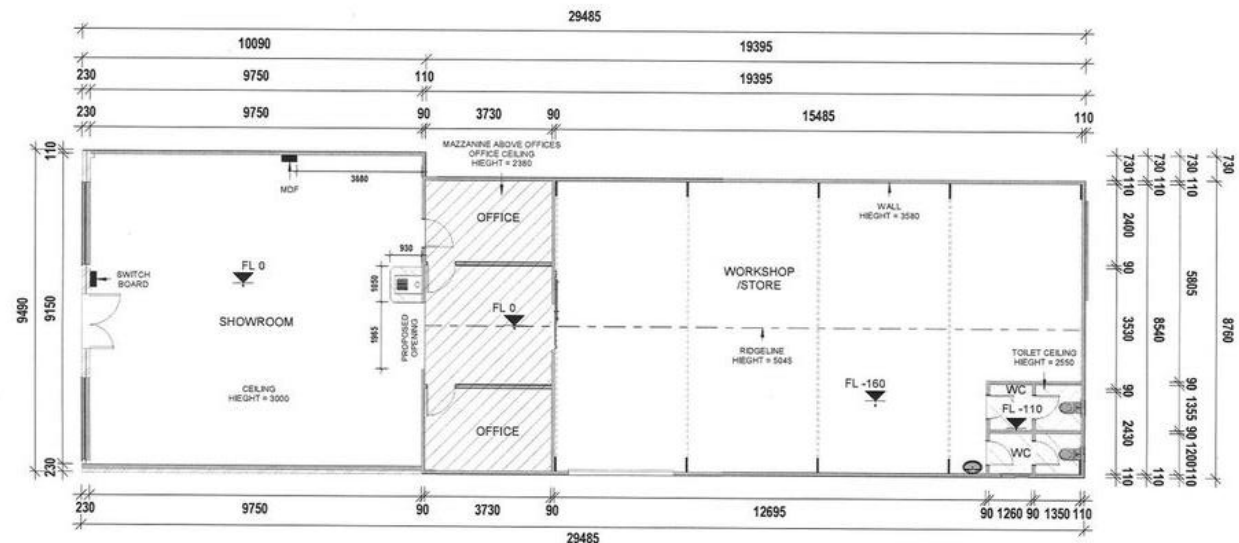 29485
10090 19395
230 9750 110 19395
230 9750 90 3730 90 15485 110
MAZZANINE ABOVE OFFICES
OFFICE CEILING
HIEGHT = 2380
MDF
3680
OFFICE
WALL
HIEGHT = 3580
930
SWITCH
BOARD
FL 0
SHOWROOM
CEILING
HIEGHT = 3000
1050
1965
PROPOSED
OPENING
FL 0
OFFICE
WORKSHOP
/STORE
RIDGELINE
HIEGHT = 5045
FL -160
TOILET CEILING
HIEGHT = 2550
WC
FL -110
WC
110
9490
9150
230
730 730 730 730
110 110 110
2400
90
5805
3530
8540
8760
90
90
1355
2430
90
1200
110 110 110
230 9750 90 3730 90 12695 90 1260 90 1350 110
29485